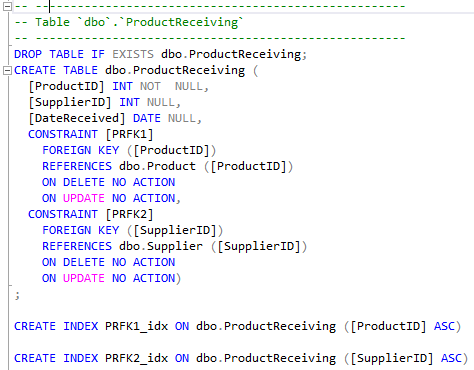 -- -----------------------------------------------------
-- Table `dbo`.`ProductReceiving`
-- -----------------------------------------------------
DROP TABLE IF EXISTS dbo.ProductReceiving;
CREATE TABLE dbo.ProductReceiving (
  [ProductID] INT NOT  NULL,
  [SupplierID] INT NULL,
  [DateReceived] DATE NULL,
  CONSTRAINT [PRFK1]
    FOREIGN KEY ([ProductID])
    REFERENCES dbo.Product ([ProductID])
    ON DELETE NO ACTION
    ON UPDATE NO ACTION,
  CONSTRAINT [PRFK2]
    FOREIGN KEY ([SupplierID])
    REFERENCES dbo.Supplier ([SupplierID])
    ON DELETE NO ACTION
    ON UPDATE NO ACTION)
;
CREATE INDEX PRFK1_idx ON dbo.ProductReceiving ([ProductID] ASC)
CREATE INDEX PRFK2_idx ON dbo.ProductReceiving ([SupplierID] ASC)